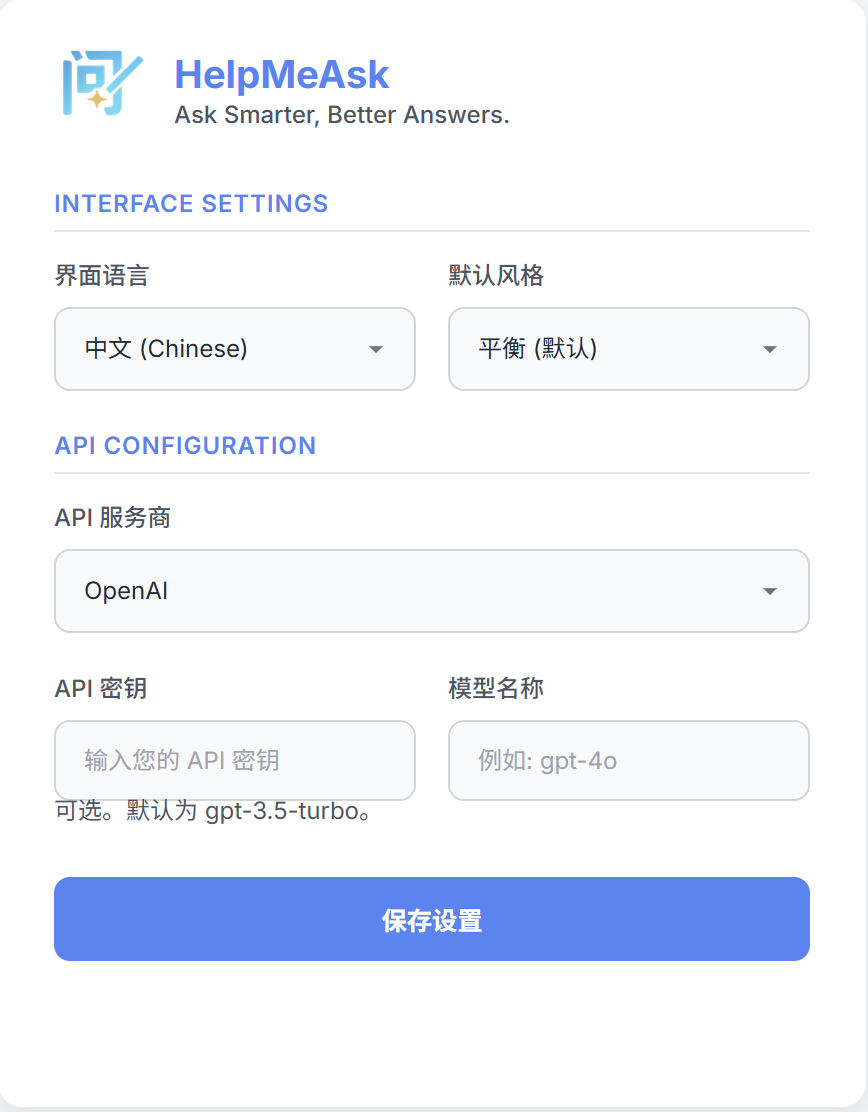 问
HelpMeAsk
Ask Smarter, Better Answers.
INTERFACE SETTINGS
界面语言
默认风格
中文 (Chinese)
平衡 (默认)
API CONFIGURATION
API 服务商
OpenAI
API 密钥
模型名称
输入您的 API 密钥
例如: gpt-4o
可选。默认为 gpt-3.5-turbo。
保存设置